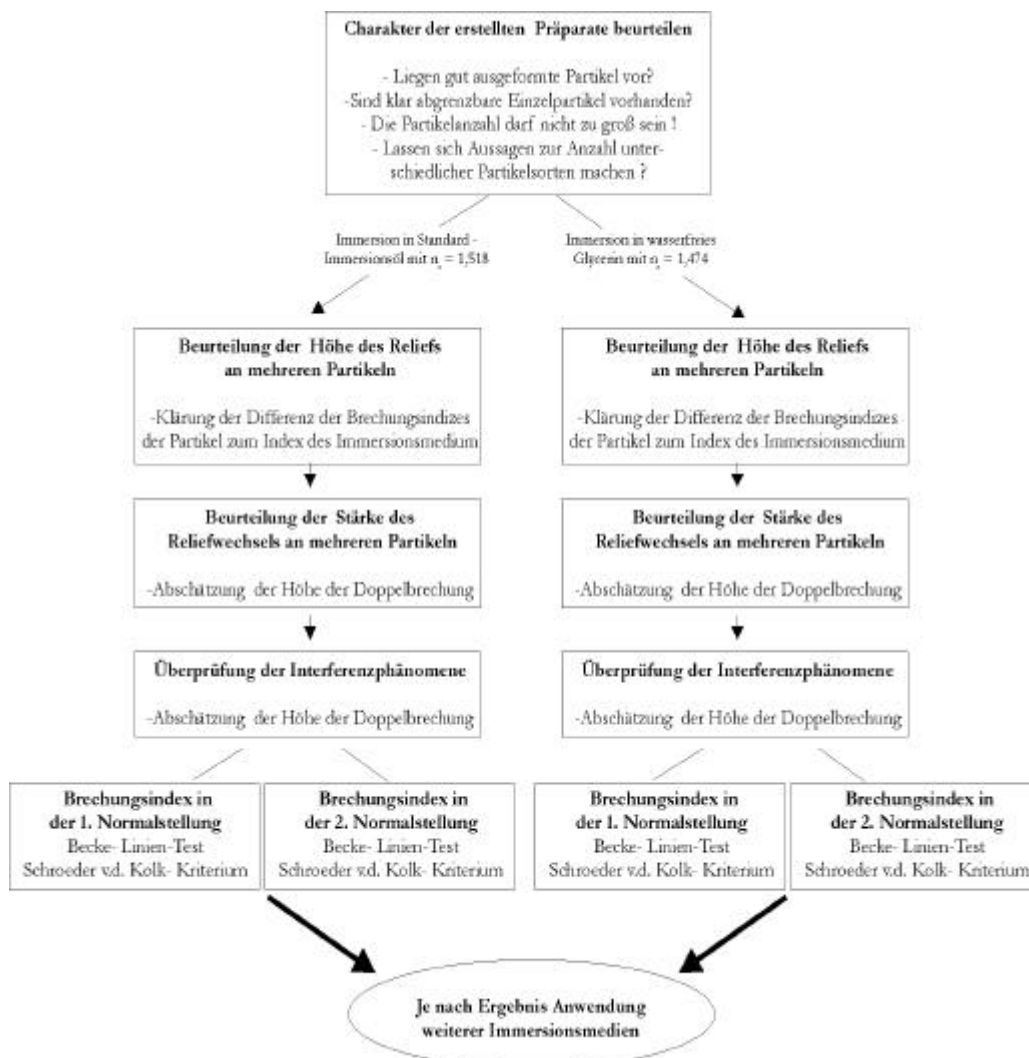 Charakter der erstellten Präparate beurteilen
- Liegen gut ausgeformte Partikel vor?
-Sind klar abgrenzbare Einzelpartikel vorhanden?
- Die Partikelanzahl darf nicht zu groß sein !
- Lassen sich Aussagen zur Anzahl unter-
schiedlicher Partikelsorten machen ?
Immersion in Standard -
Immersionsöl mit n = 1,518
Immersion in wasserfreies
Glycerin mit n = 1,474
Beurteilung der Höhe des Reliefs
an mehreren Partikeln
-Klärung der Differenz der Brechungsindizes
der Partikel zum Index des Immersionsmedium
Beurteilung der Höhe des Reliefs
an mehreren Partikeln
-Klärung der Differenz der Brechungsindizes
der Partikel zum Index des Immersionsmedium
Beurteilung der Stärke des
Reliefwechsels an mehreren Partikeln
-Abschätzung der Höhe der Doppelbrechung
Beurteilung der Stärke des
Reliefwechsels an mehreren Partikeln
-Abschätzung der Höhe der Doppelbrechung
Überprüfung der Interferenzphänomene
-Abschätzung der Höhe der Doppelbrechung
Überprüfung der Interferenzphänomene
-Abschätzung der Höhe der Doppelbrechung
Brechungsindex in
der 1. Normalstellung
Becke- Linien-Test
Schroeder v.d. Kolk- Kriterium
Brechungsindex in
der 2. Normalstellung
Becke- Linien-Test
Schroeder v.d. Kolk- Kriterium
Brechungsindex in
der 1. Normalstellung
Becke- Linien-Test
Schroeder v.d. Kolk- Kriterium
Brechungsindex in
der 2. Normalstellung
Becke- Linien-Test
Schroeder v.d. Kolk- Kriterium
Je nach Ergebnis Anwendung
weiterer Immersionsmedien